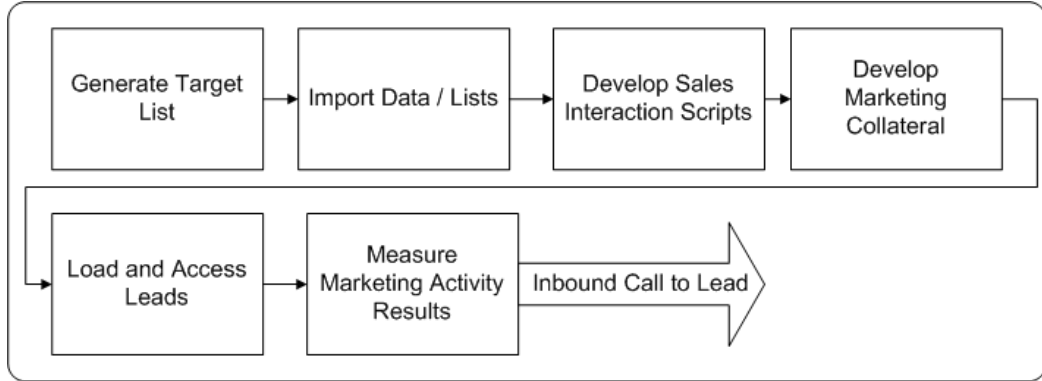 Generate Target
List
Import Data / Lists
Develop Sales
Interaction Scripts
Develop
Marketing
Collateral
Load and Access
Leads
Measure
Marketing Activity
Results
Inbound Call to Lead